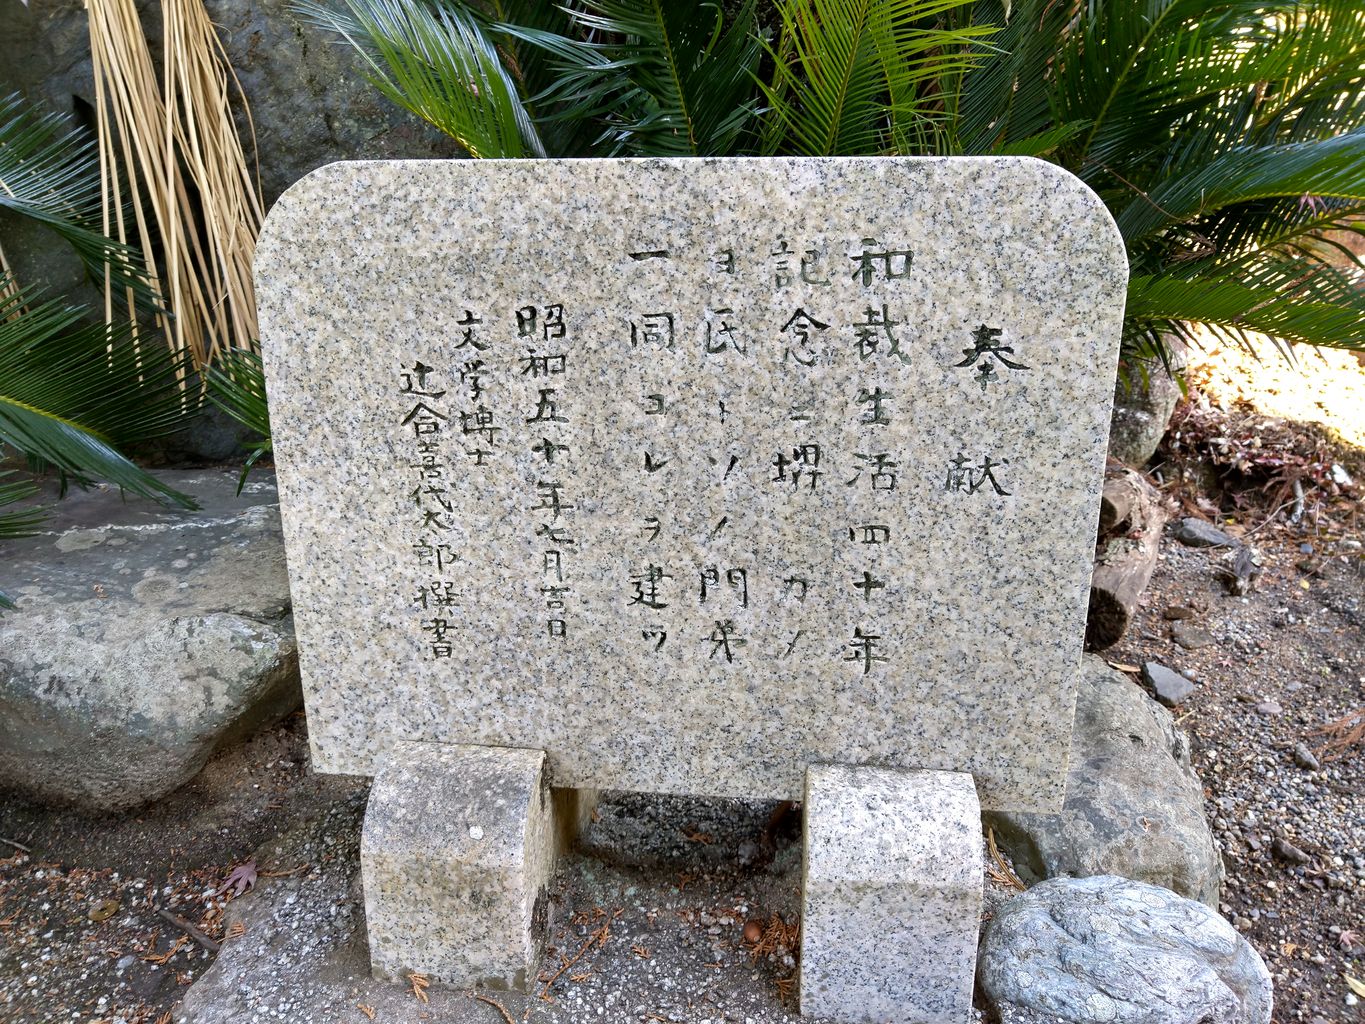 奉献
和裁生活四十年
記念ニ堺カノ
ヨ氏トソノ門弟
一同コレヲ建ツ
昭和五十年七月吉日
文学博士
辻合喜代太郎撰書